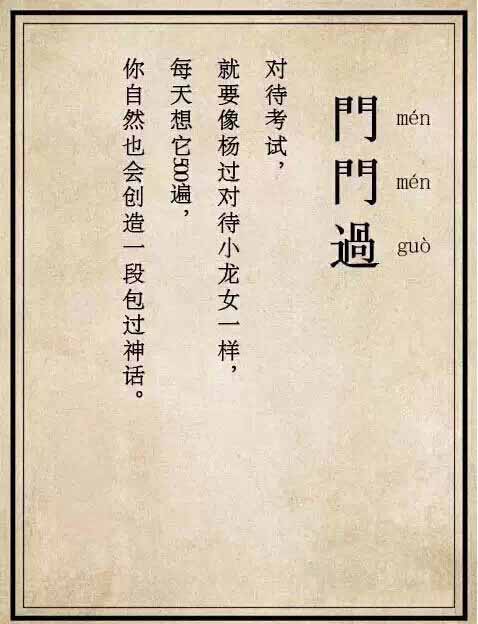 門門過
mén
mén
guò
对待考试，
就要像杨过对待小龙女一样，
每天想它500遍，
你自然也会创造一段包过神话。